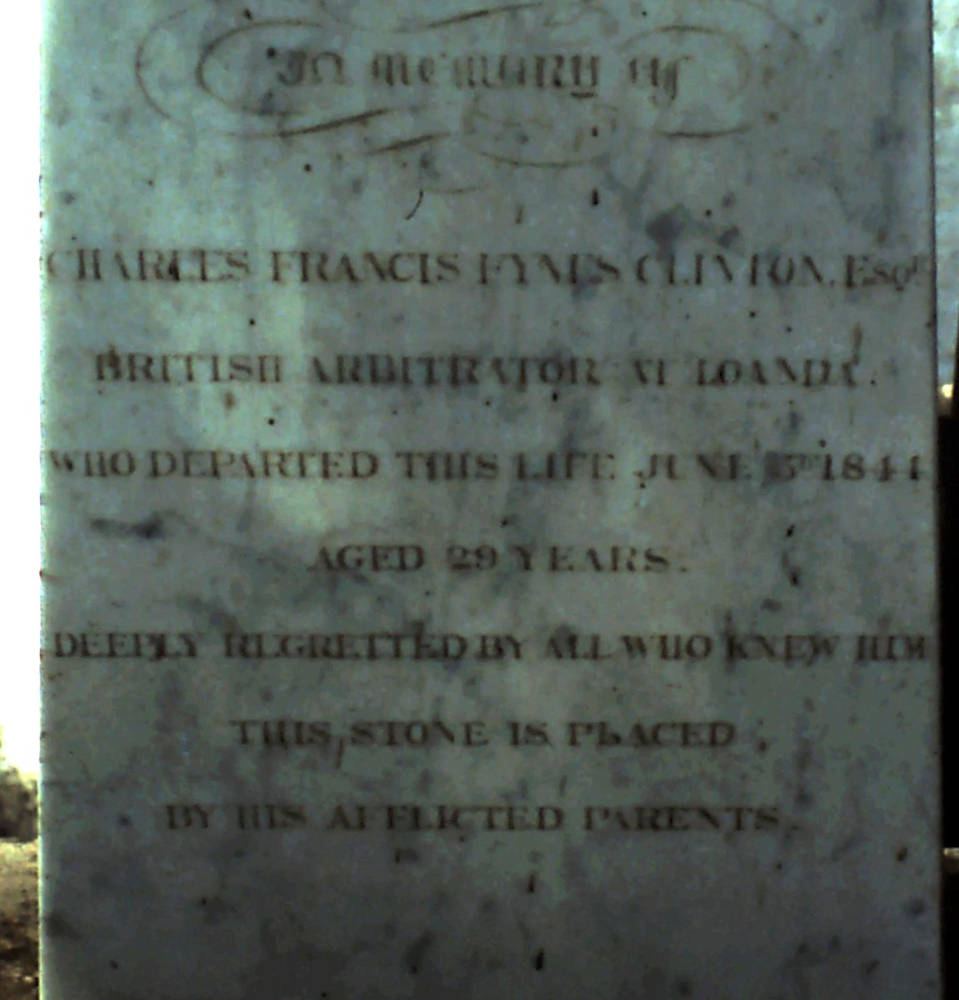 In memory of
CHARLES FRANCIS FYNES CLINTON, Esqr.
BRITISH ARBITRATOR AT LOANDA.
WHO DEPARTED THIS LIFE JUNE 1844
AGED 29 YEARS.
DEEPLY REGRETTED BY ALL WHO KNEW HIM
THIS STONE IS PLACED
BY HIS AFFLICTED PARENTS.